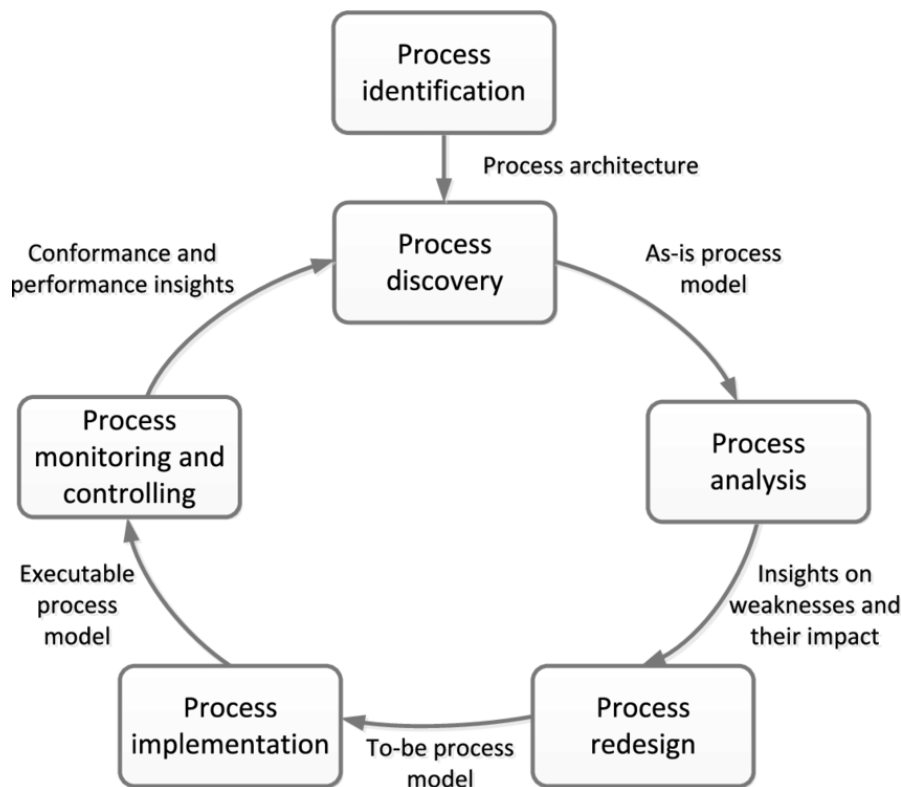 Process
identification
Process architecture
Process
discovery
As-is process
model
Process
analysis
Insights on
weaknesses and
their impact
Process
redesign
To-be process
model
Process
implementation
Executable
process
model
Process
monitoring and
controlling
Conformance and
performance insights